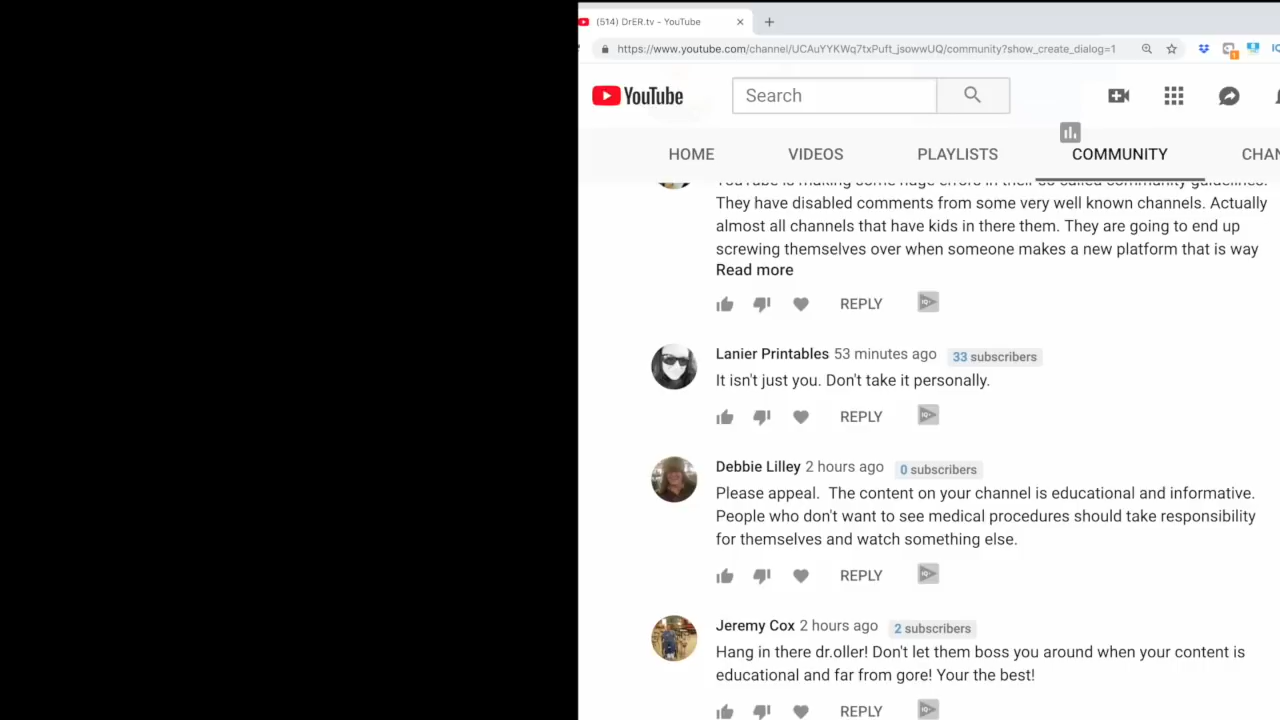 (514) DrER.tv - YouTube
https://www.youtube.com/channel/UCAuYYKWq7txPuft_jsowwUQ/community?show_create_dialog=1
YouTube
Search
HOME VIDEOS PLAYLISTS COMMUNITY CHAN
YouTube is making some huge errors in their so called community guidelines.
They have disabled comments from some very well known channels. Actually
almost all channels that have kids in there them. They are going to end up
screwing themselves over when someone makes a new platform that is way
Read more
REPLY
Lanier Printables 53 minutes ago 33 subscribers
It isn't just you. Don't take it personally.
REPLY
Debbie Lilley 2 hours ago 0 subscribers
Please appeal. The content on your channel is educational and informative.
People who don't want to see medical procedures should take responsibility
for themselves and watch something else.
REPLY
Jeremy Cox 2 hours ago 2 subscribers
Hang in there dr.oller! Don't let them boss you around when your content is
educational and far from gore! Your the best!
REPLY